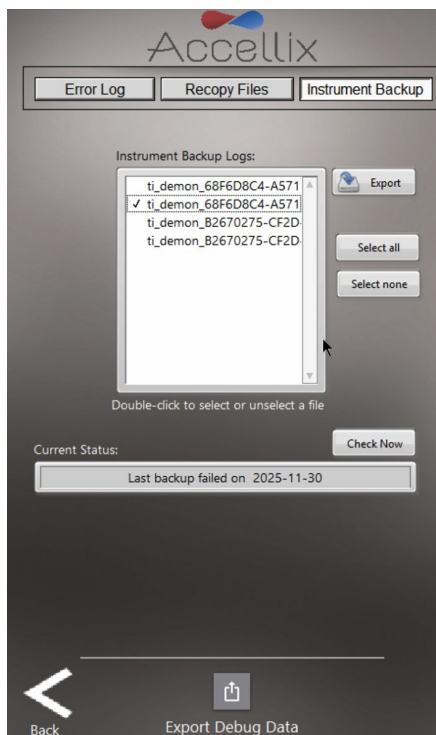 Accellix
Error Log
Recopy Files
Instrument Backup
Instrument Backup Logs:
ti_demon_68F6D8C4-A571
✓ ti_demon_68F6D8C4-A571
ti_demon_B2670275-CF2D-
ti_demon_B2670275-CF2D-
Export
Select all
Select none
Double-click to select or unselect a file
Check Now
Current Status:
Last backup failed on 2025-11-30
Back
Export Debug Data